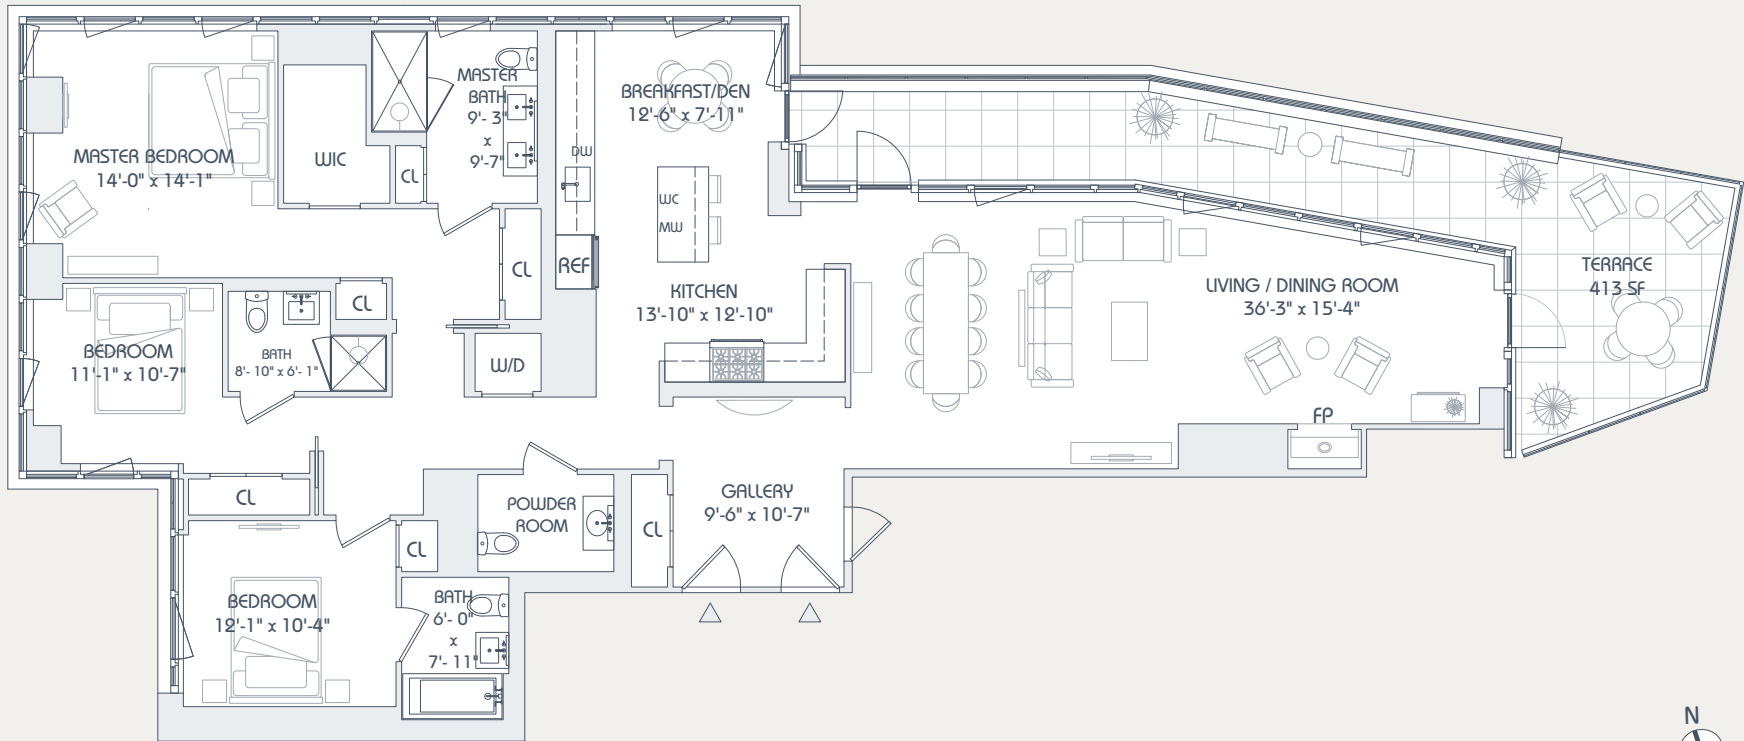 MASTER BEDROOM
14'-0" x 14'-1"
WIC
CL
MASTER
BATH
9'- 3"
x
9'-7"
CL
DW
REF
WC
MW
BREAKFAST/DEN
12'-6" x 7'-11"
KITCHEN
13'-10" x 12'-10"
LIVING / DINING ROOM
36'-3" x 15'-4"
FP
TERRACE
413 SF
BEDROOM
11'-1" x 10'-7"
BATH
8'- 10" x 6'- 1"
CL
W/D
CL
POWDER
ROOM
CL
GALLERY
9'-6" x 10'-7"
CL
BEDROOM
12'-1" x 10'-4"
BATH
6'- 0"
x
7'- 11"
N